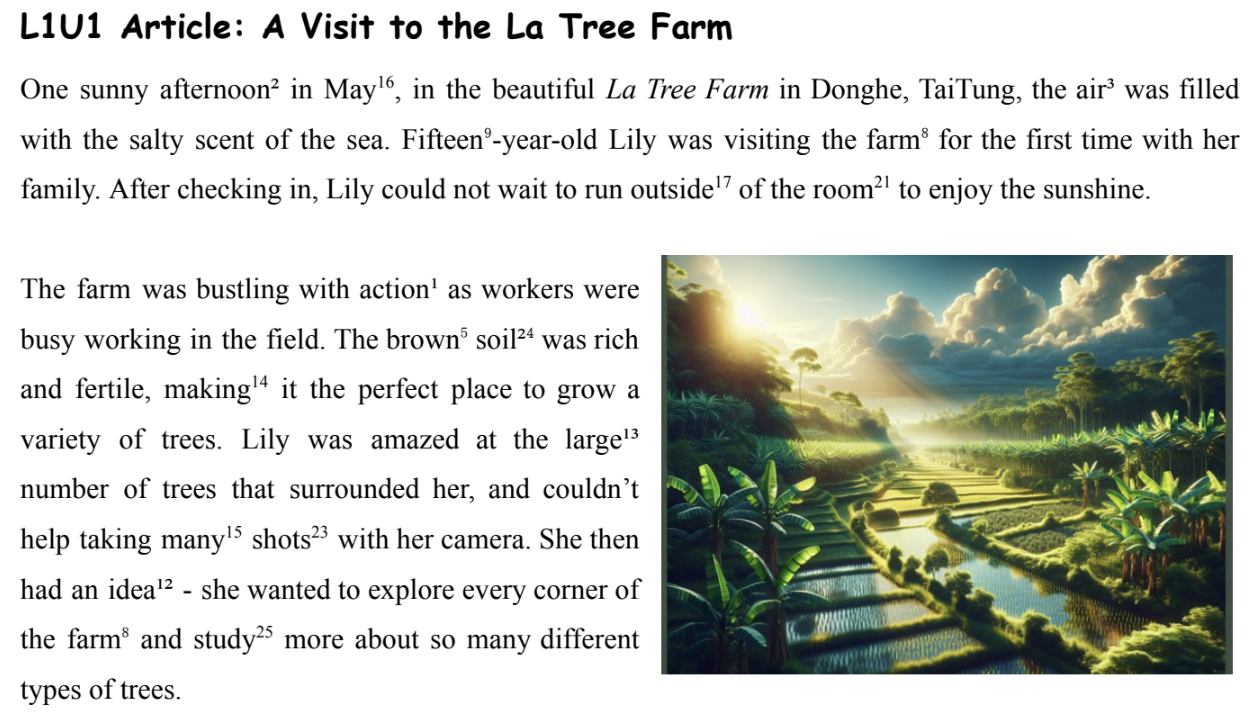 L1U1 Article: A Visit to the La Tree Farm
One sunny afternoon² in May¹⁶, in the beautiful La Tree Farm in Donghe, TaiTung, the air³ was filled
with the salty scent of the sea. Fifteen⁹-year-old Lily was visiting the farm⁸ for the first time with her
family. After checking in, Lily could not wait to run outside¹⁷ of the room²¹ to enjoy the sunshine.
The farm was bustling with action¹ as workers were
busy working in the field. The brown⁵ soil²⁴ was rich
and fertile, making¹⁴ it the perfect place to grow a
variety of trees. Lily was amazed at the large¹³
number of trees that surrounded her, and couldn’t
help taking many¹⁵ shots²³ with her camera. She then
had an idea¹² - she wanted to explore every corner of
the farm⁸ and study²⁵ more about so many different
types of trees.